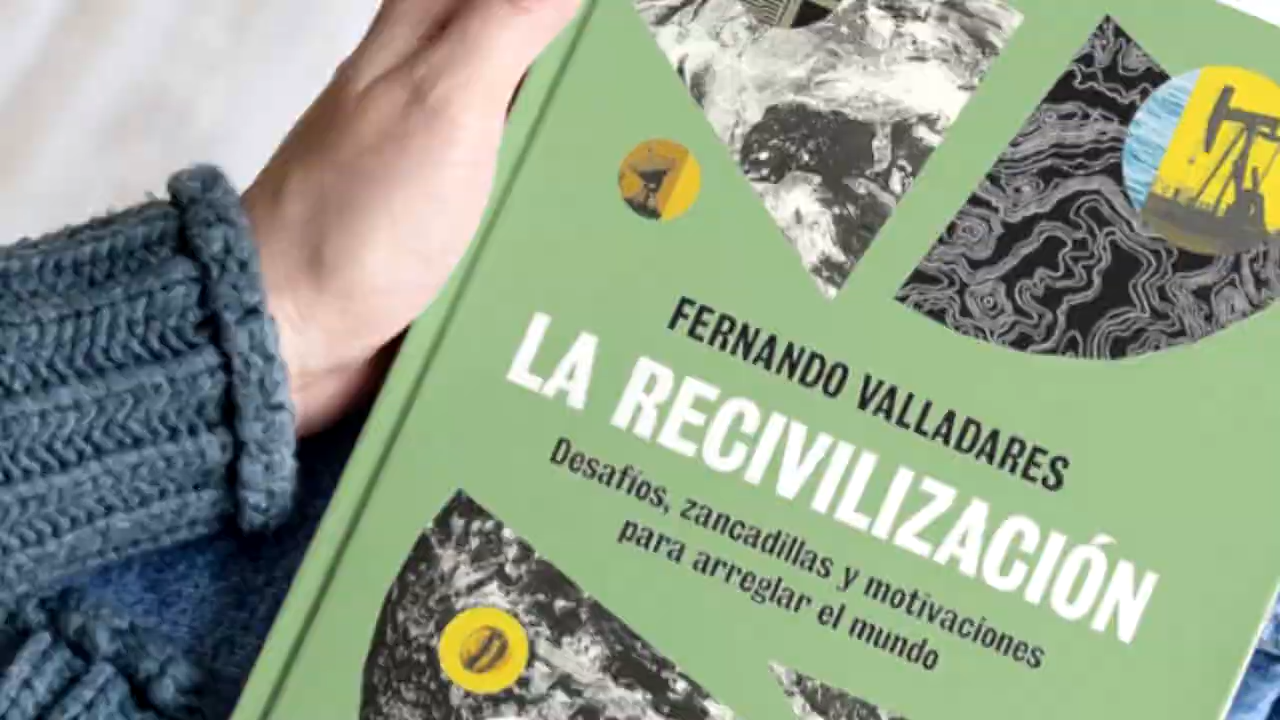 FERNANDO VALLADARES
LA RECIVILIZACIÓN
Desafíos, zancadillas y motivaciones
para arreglar el mundo